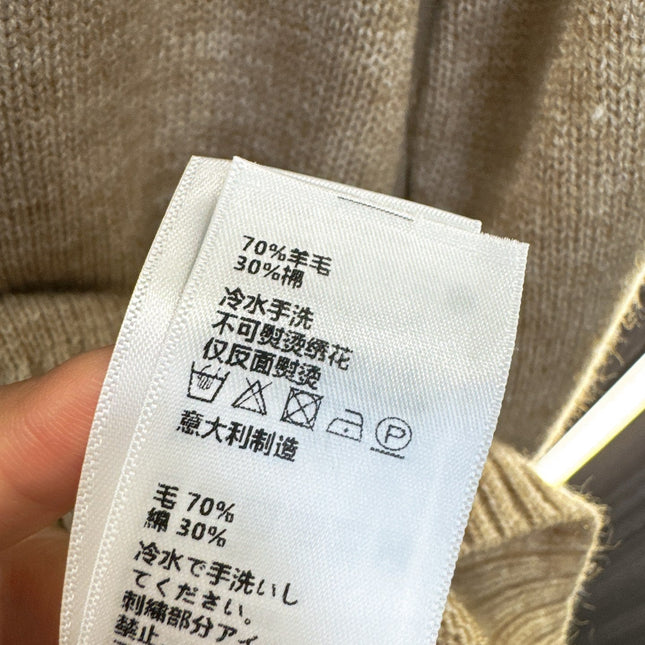 70%羊毛
30%棉
冷水手洗
不可熨烫绣花
仅反面熨烫
P
意大利制造
毛 70%
綿 30%
冷水で手洗いし
てください。
刺繍部分アイ
禁止